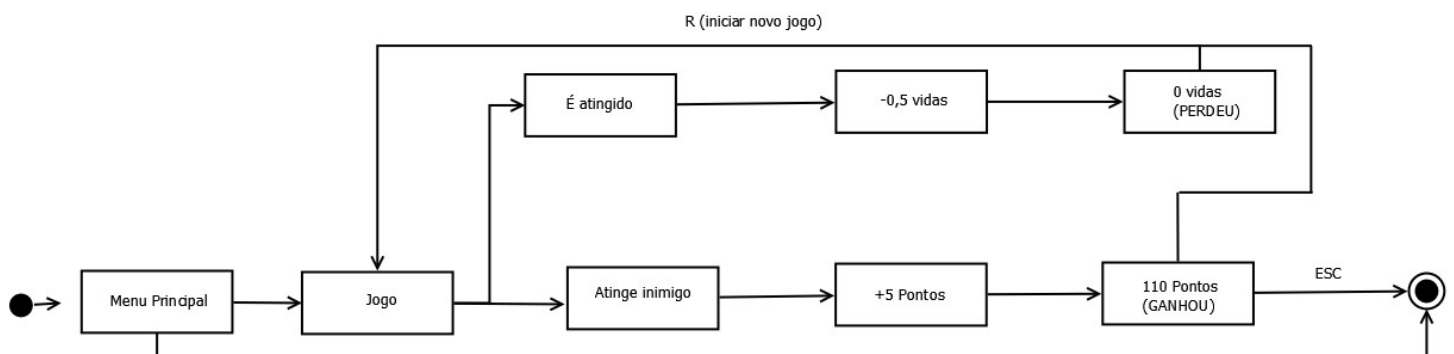 R (iniciar novo jogo)
É atingido
-0,5 vidas
0 vidas
(PERDEU)
Menu Principal
Jogo
Atinge inimigo
+5 Pontos
110 Pontos
(GANHOU)
ESC